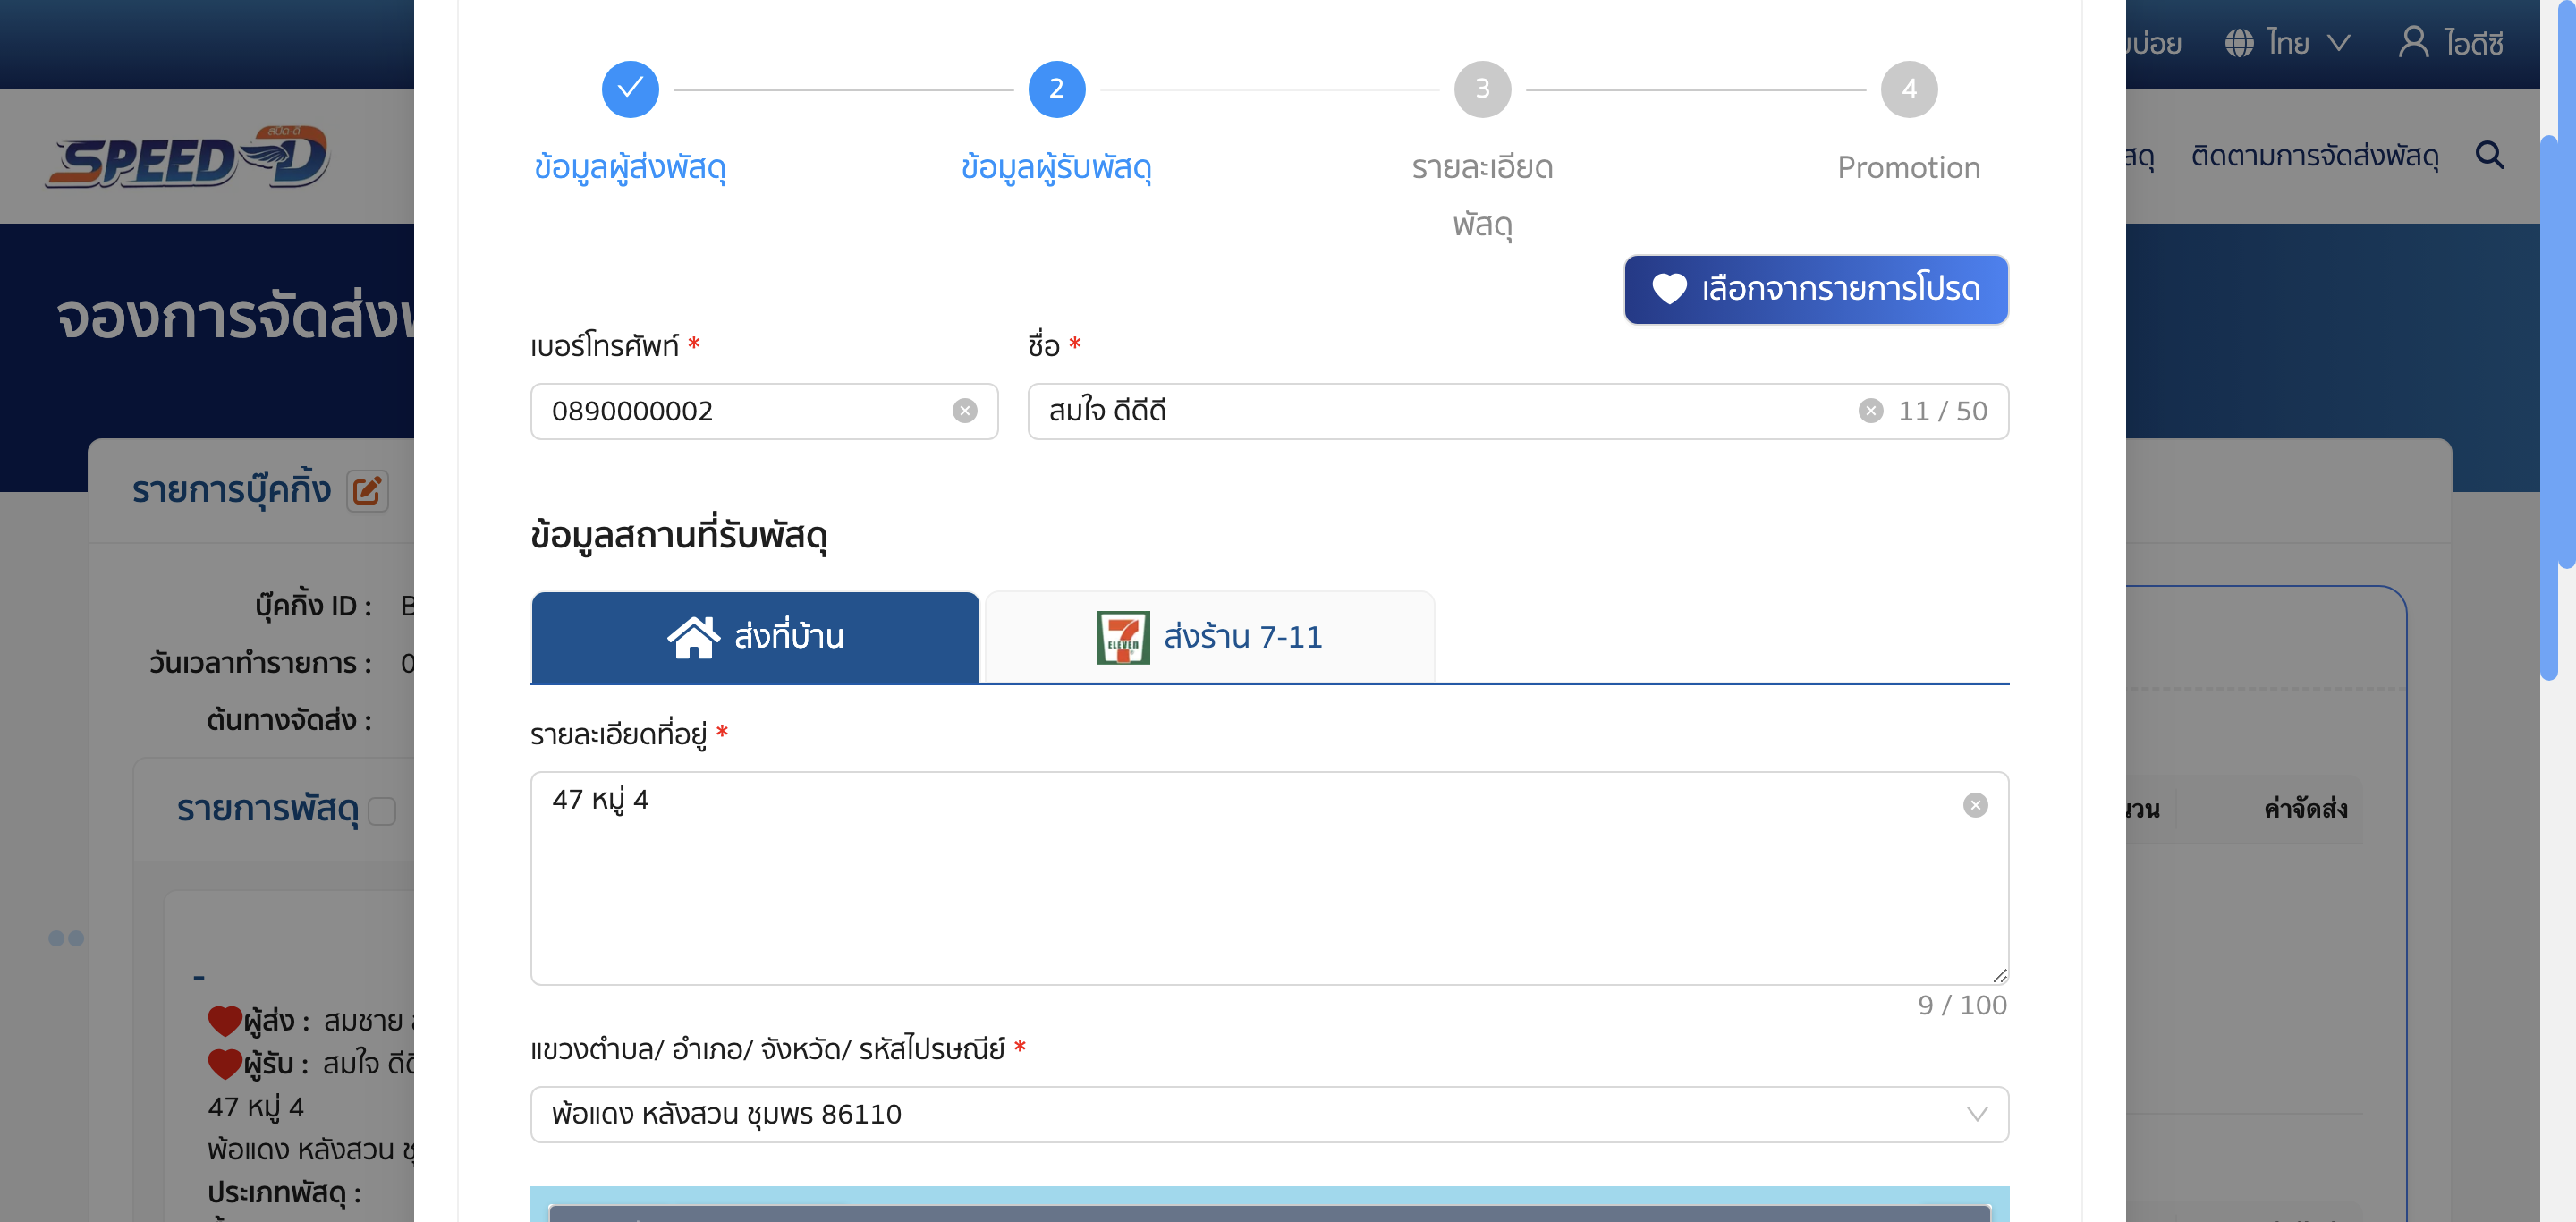 ไทย
ไอดีซี
สปีด-ดี
SPEED-D
ติดตามการจัดส่งพัสดุ
2
3
4
ข้อมูลผู้ส่งพัสดุ
ข้อมูลผู้รับพัสดุ
รายละเอียด
พัสดุ
Promotion
เลือกจากรายการโปรด
จองการจัดส่งพ
เบอร์โทรศัพท์ *
ชื่อ *
0890000002
สมใจ ดีดีดี
11 / 50
รายการบุ๊คกิ้ง
ข้อมูลสถานที่รับพัสดุ
บุ๊คกิ้ง ID :
วันเวลาทำรายการ :
ต้นทางจัดส่ง :
ส่งที่บ้าน
7 ELEVEN
ส่งร้าน 7-11
รายละเอียดที่อยู่ *
47 หมู่ 4
9 / 100
รายการพัสดุ
ค่าจัดส่ง
-
ผู้ส่ง : สมชาย
ผู้รับ : สมใจ ดีดี
47 หมู่ 4
พ้อแดง หลังสวน ชุ
ประเภทพัสดุ :
แขวงตำบล/ อำเภอ/ จังหวัด/ รหัสไปรษณีย์ *
พ้อแดง หลังสวน ชุมพร 86110